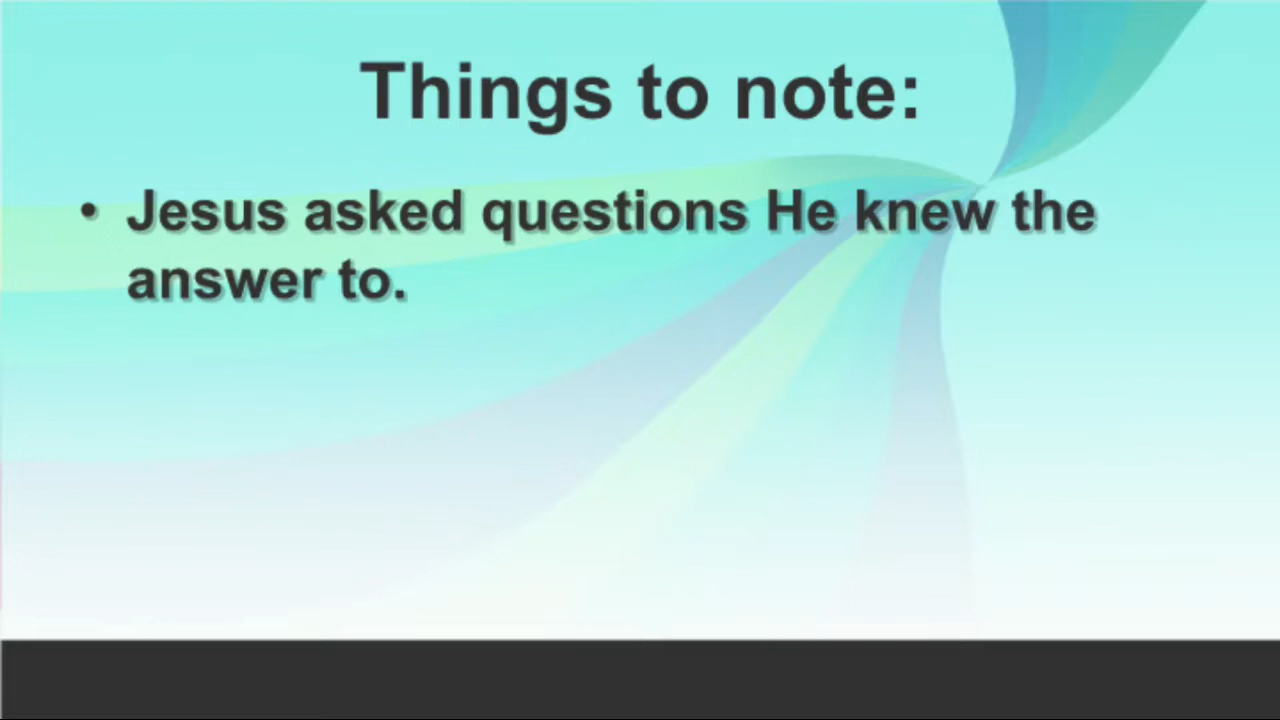 Things to note:
• Jesus asked questions He knew the
answer to.